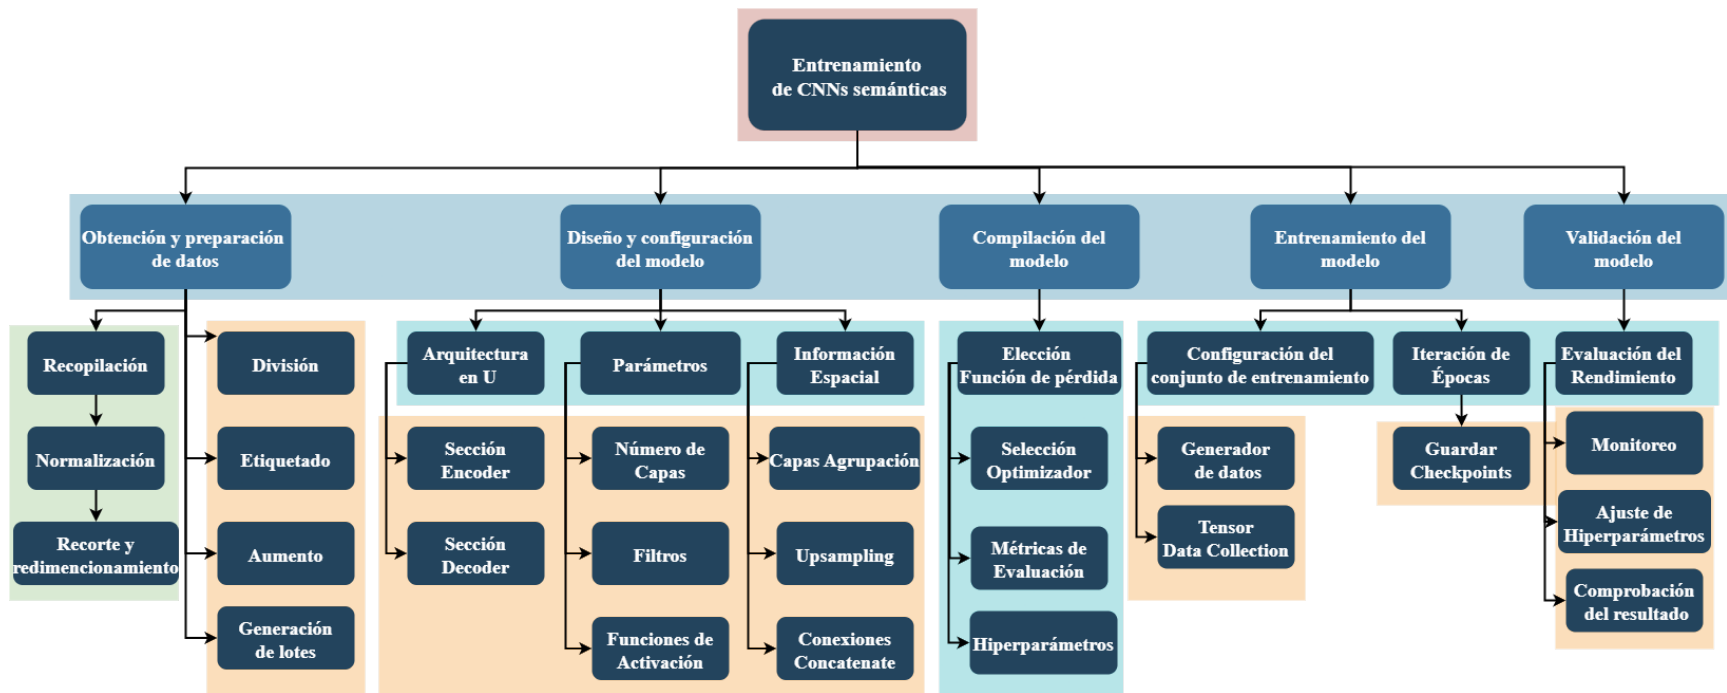 Entrenamiento
de CNNs semánticas
Obtención y preparación
de datos
Diseño y configuración
del modelo
Compilación del
modelo
Entrenamiento del
modelo
Validación del
modelo
Recopilación
Normalización
Recorte y
redimencionamiento
División
Etiquetado
Aumento
Generación
de lotes
Arquitectura
en U
Sección
Encoder
Sección
Decoder
Parámetros
Número de
Capas
Filtros
Funciones de
Activación
Información
Espacial
Capas Agrupación
Upsampling
Conexiones
Concatenate
Elección
Función de pérdida
Selección
Optimizador
Métricas de
Evaluación
Hiperparámetros
Configuración del
conjunto de entrenamiento
Generador
de datos
Tensor
Data Collection
Iteración de
Épocas
Guardar
Checkpoints
Evaluación del
Rendimiento
Monitoreo
Ajuste de
Hiperparámetros
Comprobación
del resultado